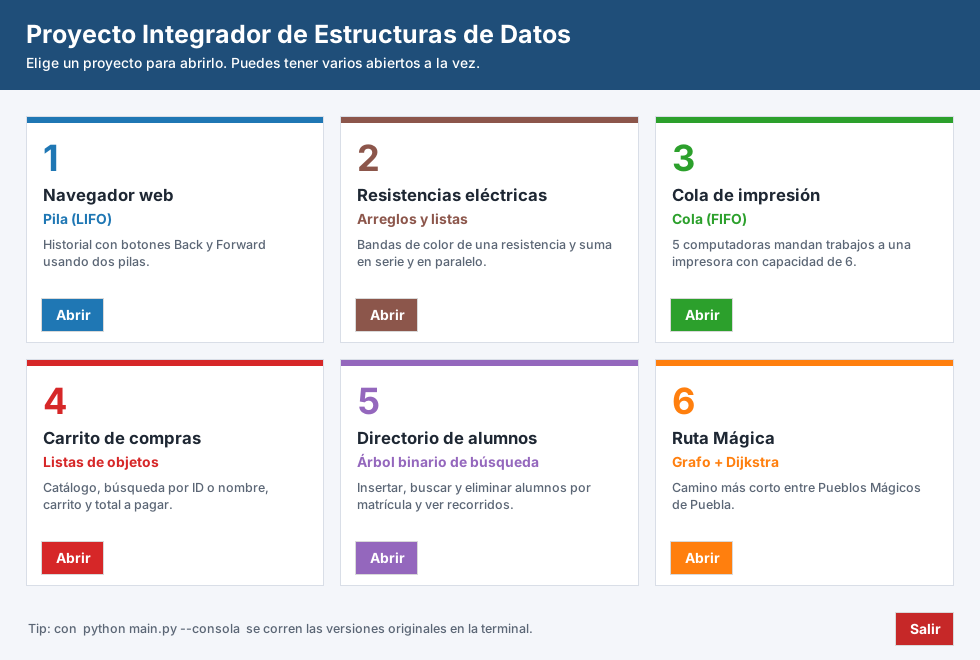 Proyecto Integrador de Estructuras de Datos
Elige un proyecto para abrirlo. Puedes tener varios abiertos a la vez.
1
Navegador web
Pila (LIFO)
Historial con botones Back y Forward
usando dos pilas.
Abrir
2
Resistencias eléctricas
Arreglos y listas
Bandas de color de una resistencia y suma
en serie y en paralelo.
Abrir
3
Cola de impresión
Cola (FIFO)
5 computadoras mandan trabajos a una
impresora con capacidad de 6.
Abrir
4
Carrito de compras
Listas de objetos
Catálogo, búsqueda por ID o nombre,
carrito y total a pagar.
Abrir
5
Directorio de alumnos
Árbol binario de búsqueda
Insertar, buscar y eliminar alumnos por
matrícula y ver recorridos.
Abrir
6
Ruta Mágica
Grafo + Dijkstra
Camino más corto entre Pueblos Mágicos
de Puebla.
Abrir
Tip: con  python main.py --consola  se corren las versiones originales en la terminal.
Salir